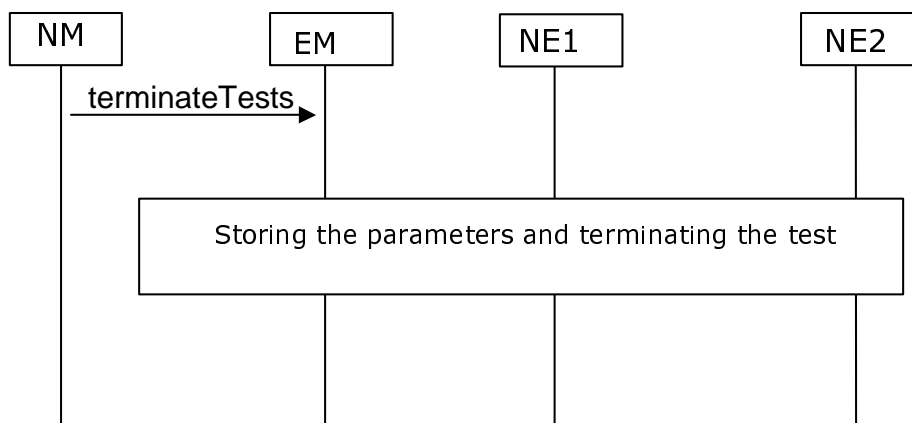 NM
EM
NE1
NE2
terminateTests
Storing the parameters and terminating the test